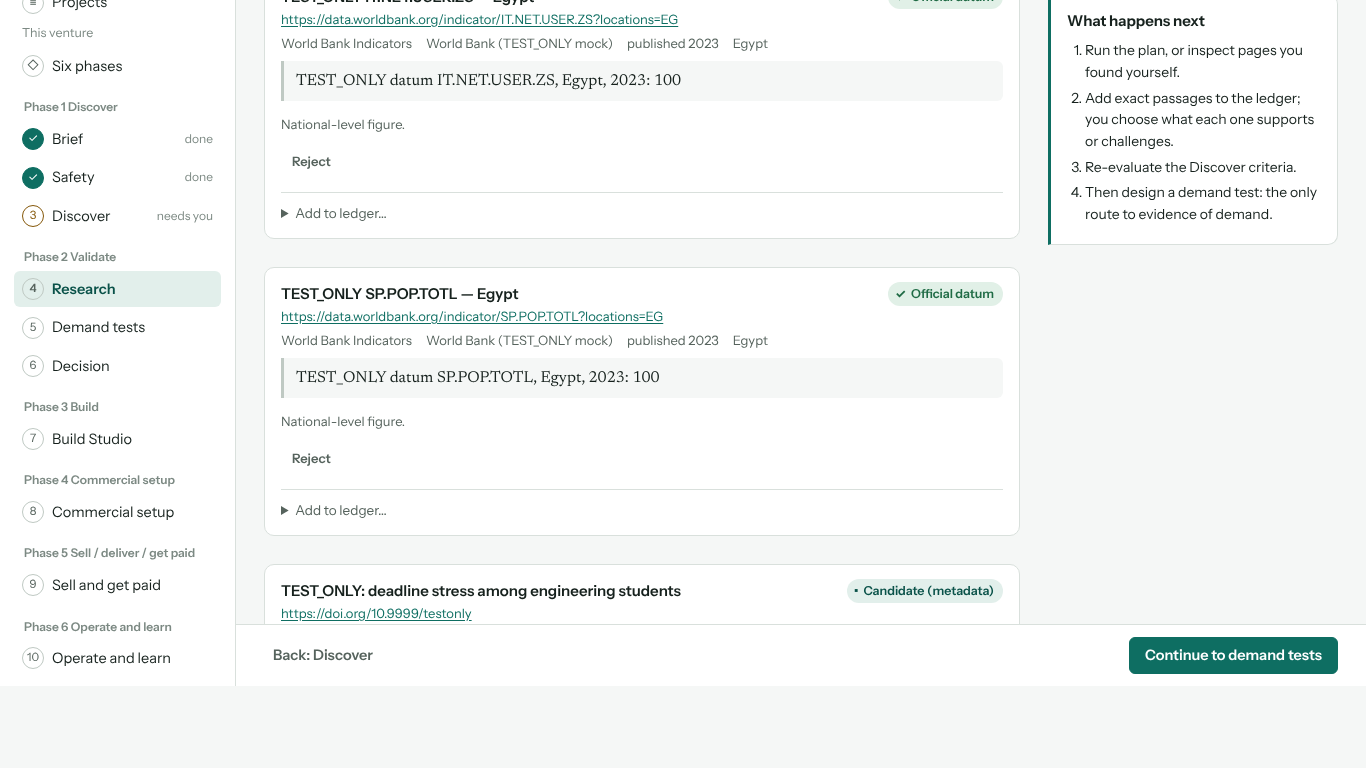 Projects
This venture
Six phases
Phase 1 Discover
Brief done
Safety done
3 Discover needs you
Phase 2 Validate
4 Research
5 Demand tests
6 Decision
Phase 3 Build
7 Build Studio
Phase 4 Commercial setup
8 Commercial setup
Phase 5 Sell / deliver / get paid
9 Sell and get paid
Phase 6 Operate and learn
10 Operate and learn
https://data.worldbank.org/indicator/IT.NET.USER.ZS?locations=EG
World Bank Indicators World Bank (TEST_ONLY mock) published 2023 Egypt
TEST_ONLY datum IT.NET.USER.ZS, Egypt, 2023: 100
National-level figure.
Reject
Add to ledger...
TEST_ONLY SP.POP.TOTL — Egypt
Official datum
https://data.worldbank.org/indicator/SP.POP.TOTL?locations=EG
World Bank Indicators World Bank (TEST_ONLY mock) published 2023 Egypt
TEST_ONLY datum SP.POP.TOTL, Egypt, 2023: 100
National-level figure.
Reject
Add to ledger...
TEST_ONLY: deadline stress among engineering students
Candidate (metadata)
https://doi.org/10.9999/testonly
What happens next
1. Run the plan, or inspect pages you
found yourself.
2. Add exact passages to the ledger;
you choose what each one supports
or challenges.
3. Re-evaluate the Discover criteria.
4. Then design a demand test: the only
route to evidence of demand.
Back: Discover
Continue to demand tests